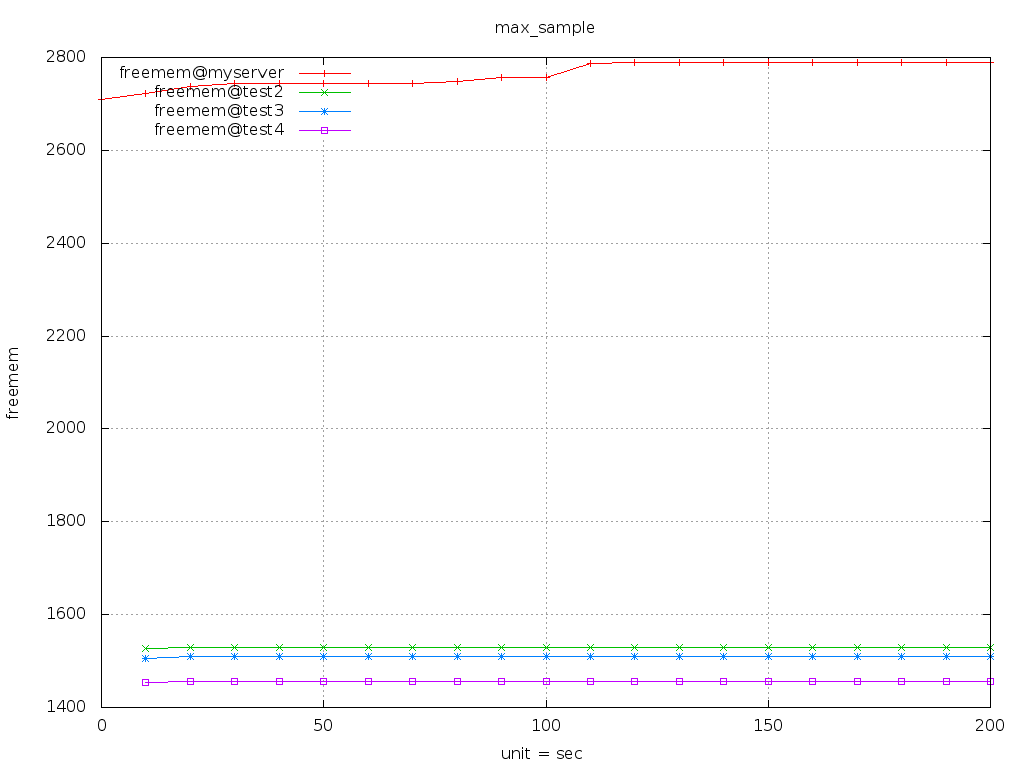 max_sample
2800
freemem@myserver
freemem@test2
freemem@test3
freemem@test4
2600
2400
2200
freemem
2000
1800
1600
1400
0 50 100 150 200
unit = sec